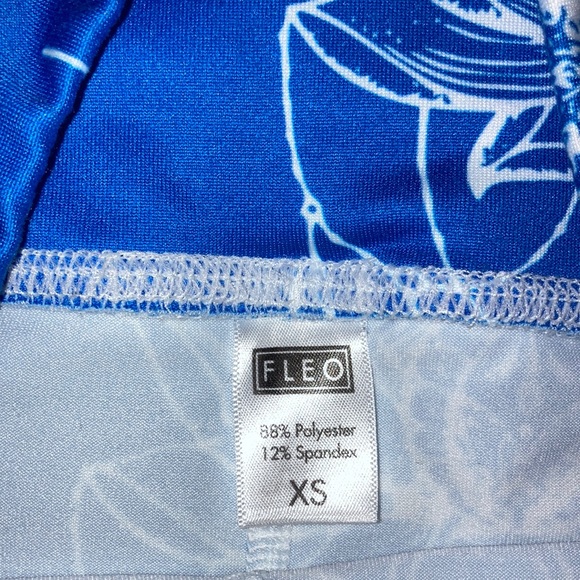 FLEO
88% Polyester
12% Spandex
XS